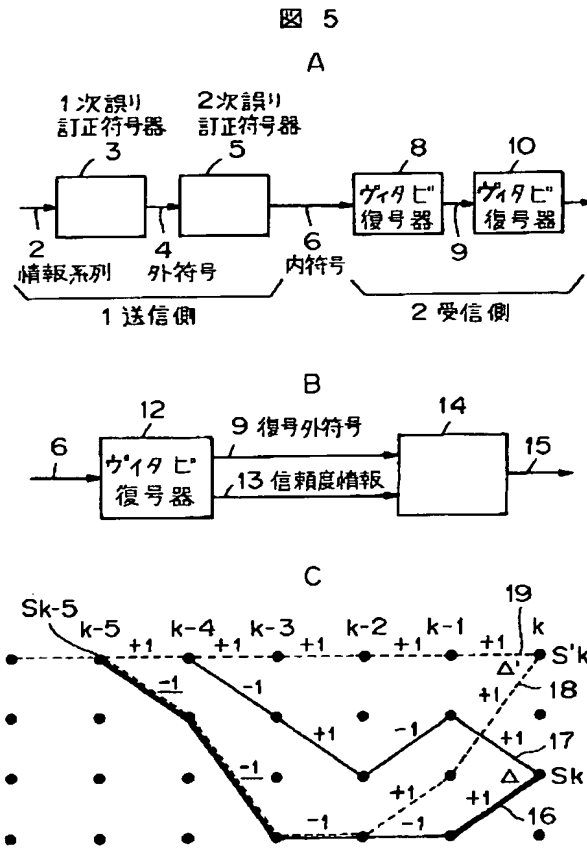 図 5
A
1次誤り
訂正符号器
3
2次誤り
訂正符号器
5
8
ヴィタビ
復号器
10
ヴィタビ
復号器
2
情報系列
4
外符号
6
内符号
9
1 送信側
2 受信側
B
12
ヴィタビ
復号器
6
9 復号外符号
13 信頼度情報
14
15
C
Sk-5
k-5 k-4 k-3 k-2 k-1 k
19
+1 +1 +1 +1 +1
S'k
Δ'
18
-1 -1 +1
+1 -1 +1
17
-1 +1 Δ
Sk
-1 -1 +1
16